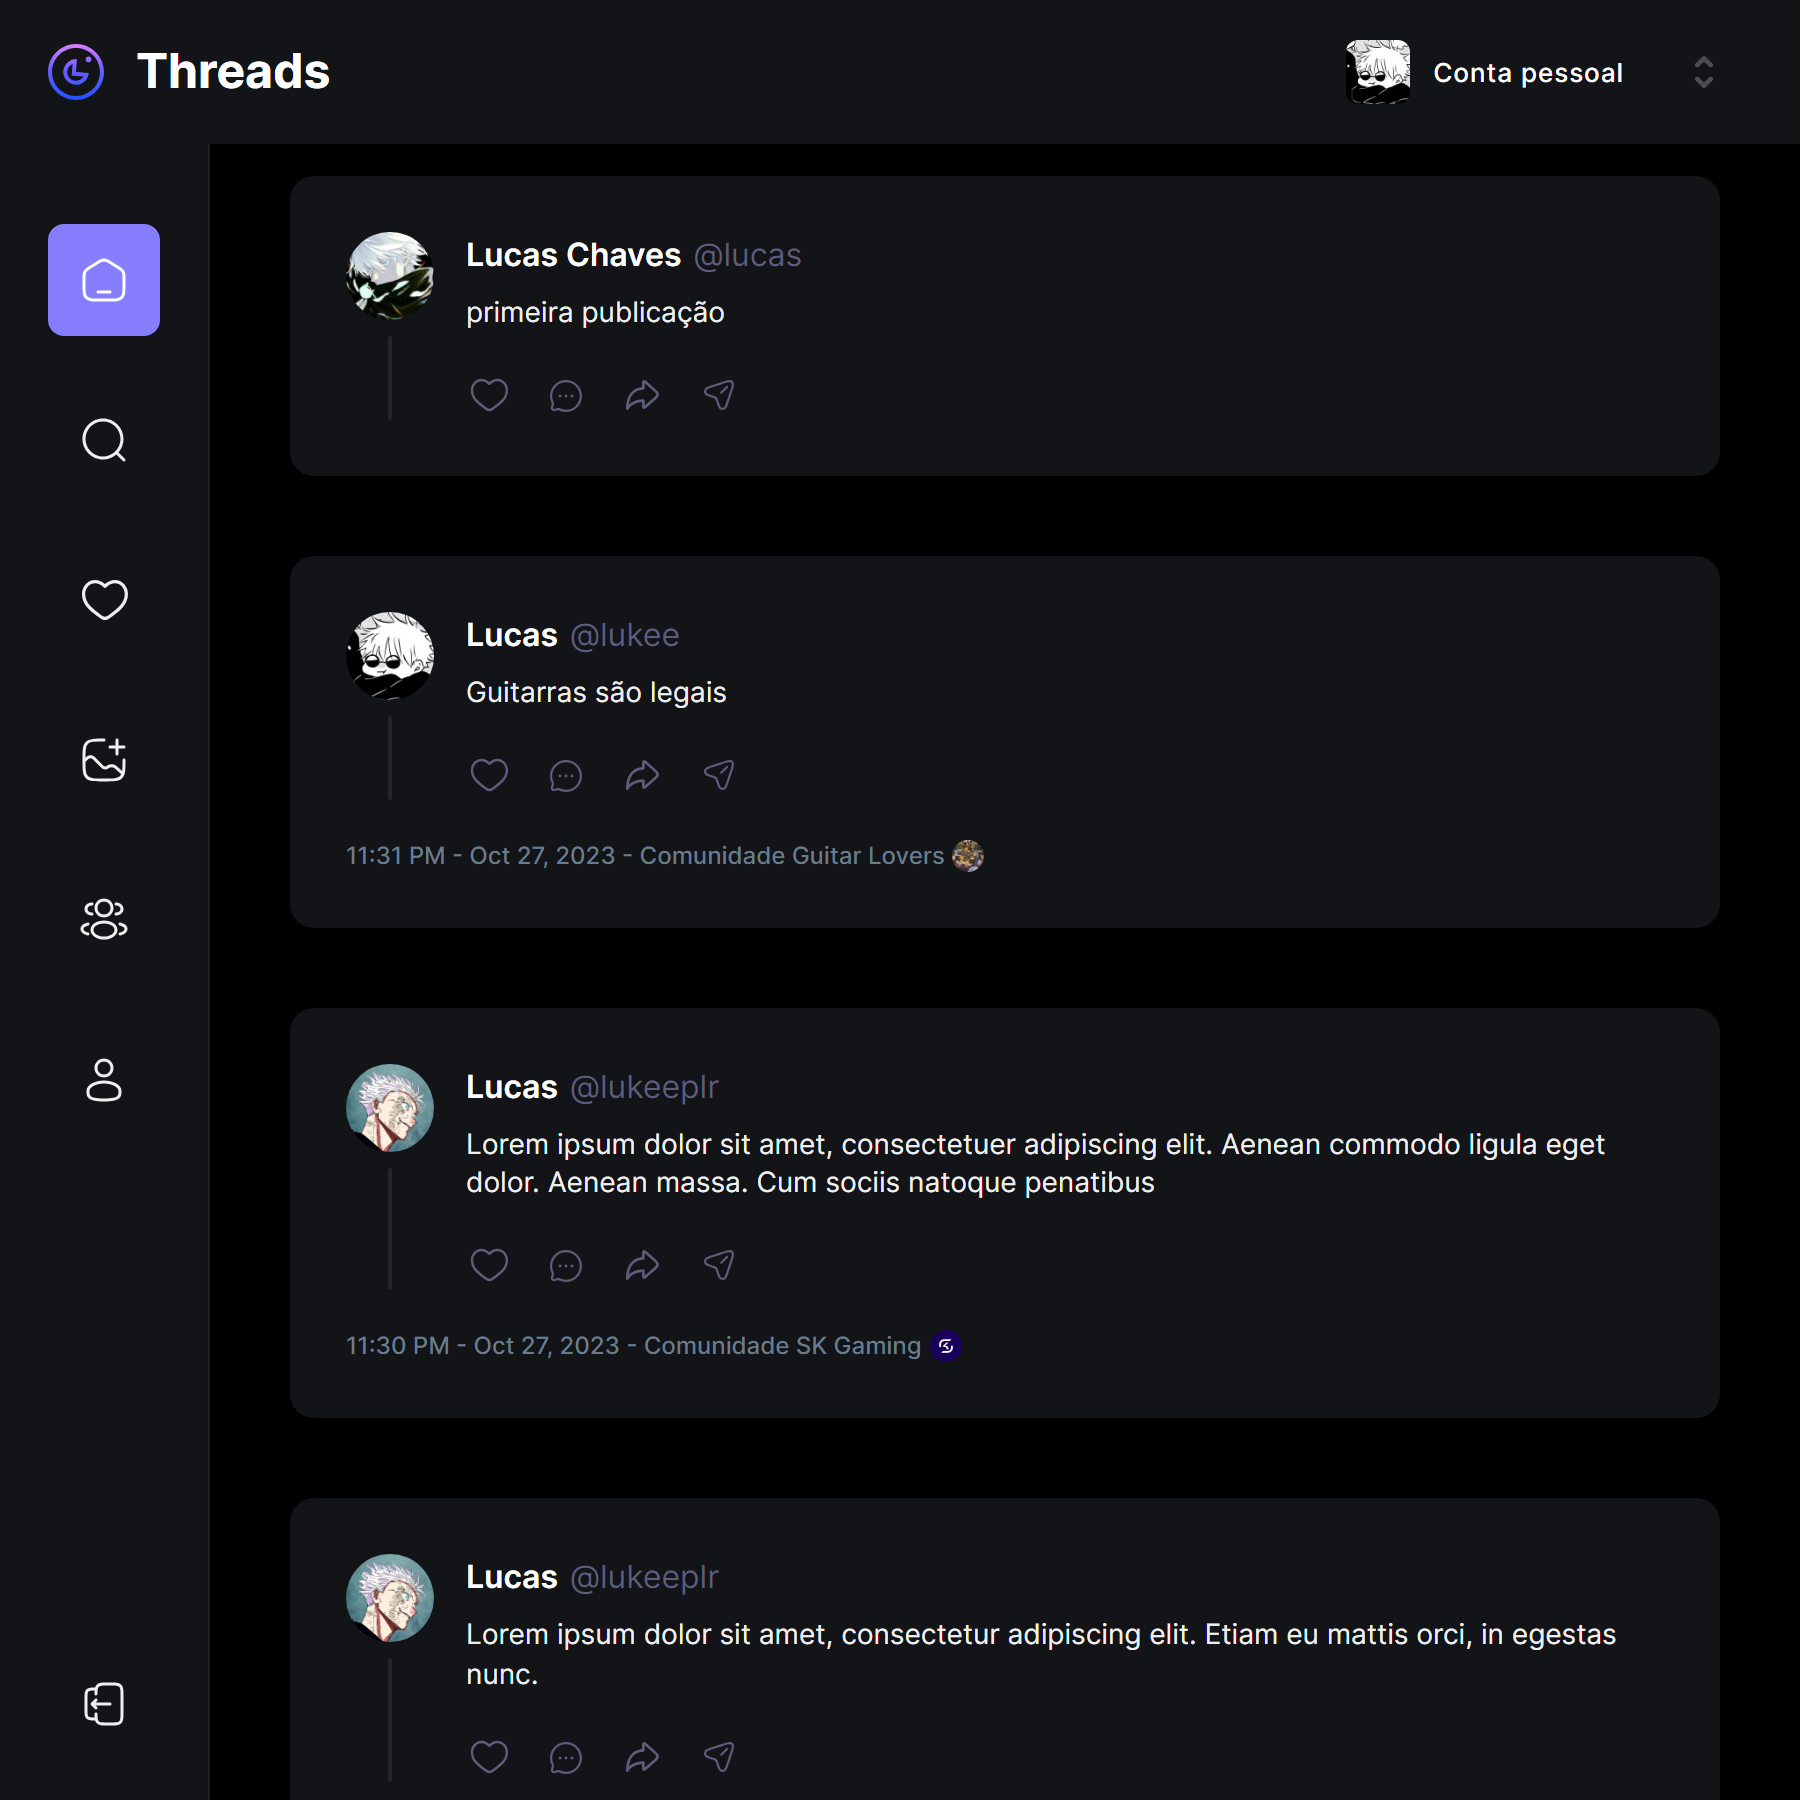 Threads
Conta pessoal
Lucas Chaves @lucas
primeira publicação
Lucas @lukee
Guitarras são legais
11:31 PM - Oct 27, 2023 - Comunidade Guitar Lovers
Lucas @lukeeplr
Lorem ipsum dolor sit amet, consectetuer adipiscing elit. Aenean commodo ligula eget
dolor. Aenean massa. Cum sociis natoque penatibus
11:30 PM - Oct 27, 2023 - Comunidade SK Gaming
Lucas @lukeeplr
Lorem ipsum dolor sit amet, consectetur adipiscing elit. Etiam eu mattis orci, in egestas
nunc.